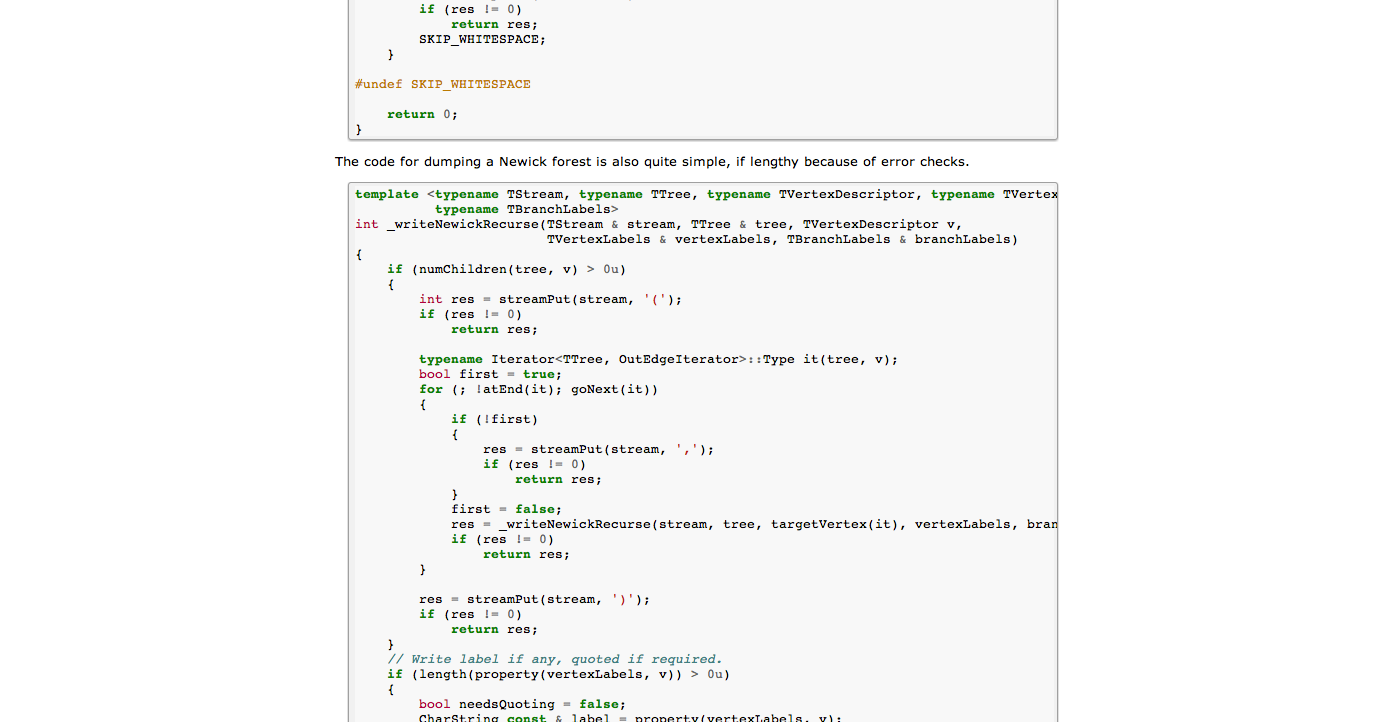 if (res != 0)
            return res;
        SKIP_WHITESPACE;
    }

#undef SKIP_WHITESPACE

    return 0;
}
The code for dumping a Newick forest is also quite simple, if lengthy because of error checks.
template <typename TStream, typename TTree, typename TVertexDescriptor, typename TVertex
          typename TBranchLabels>
int _writeNewickRecurse(TStream & stream, TTree & tree, TVertexDescriptor v,
                        TVertexLabels & vertexLabels, TBranchLabels & branchLabels)
{
    if (numChildren(tree, v) > 0u)
    {
        int res = streamPut(stream, '(');
        if (res != 0)
            return res;

        typename Iterator<TTree, OutEdgeIterator>::Type it(tree, v);
        bool first = true;
        for (; !atEnd(it); goNext(it))
        {
            if (!first)
            {
                res = streamPut(stream, ',');
                if (res != 0)
                    return res;
            }
            first = false;
            res = _writeNewickRecurse(stream, tree, targetVertex(it), vertexLabels, bran
            if (res != 0)
                return res;
        }

        res = streamPut(stream, ')');
        if (res != 0)
            return res;
    }
    // Write label if any, quoted if required.
    if (length(property(vertexLabels, v)) > 0u)
    {
        bool needsQuoting = false;
        CharString const & label = property(vertexLabels, v);